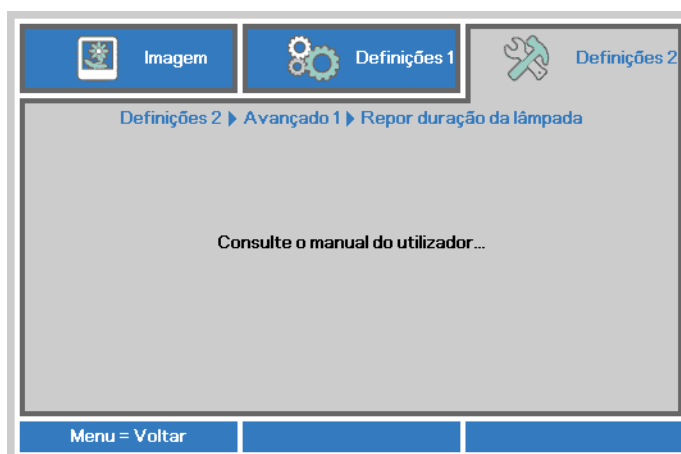 Imagem
Definições 1
Definições 2
Definições 2 Avançado 1 Repor duração da lâmpada
Consulte o manual do utilizador...
Menu = Voltar